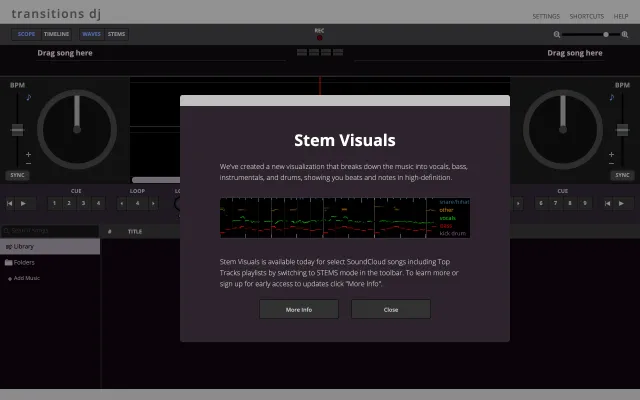 transitions dj
SETTINGS SHORTCUTS HELP
SCOPE TIMELINE WAVES STEMS REC
Drag song here Drag song here
BPM BPM
SYNC SYNC
CUE LOOP CUE
1 2 3 4 4 6 7 8 9
Search Songs # TITLE
Library
Folders
Add Music
Stem Visuals
We've created a new visualization that breaks down the music into vocals, bass,
instrumentals, and drums, showing you beats and notes in high-definition.
snare/hihat
other
vocals
bass
kick drum
Stem Visuals is available today for select SoundCloud songs including Top
Tracks playlists by switching to STEMS mode in the toolbar. To learn more or
sign up for early access to updates click "More Info".
More Info Close